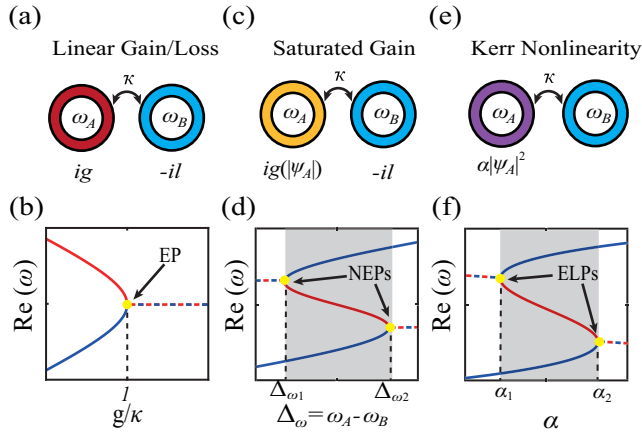 (a) Linear Gain/Loss
κ
ω_A ω_B
ig -il
(c) Saturated Gain
κ
ω_A ω_B
ig(|ψ_A|) -il
(e) Kerr Nonlinearity
κ
ω_A ω_B
α|ψ_A|²
(b)
Re (ω)
EP
1
g/κ
(d)
Re (ω)
NEPs
Δ_ω1 Δ_ω2
Δ_ω = ω_A - ω_B
(f)
Re (ω)
ELPs
α_1 α_2
α